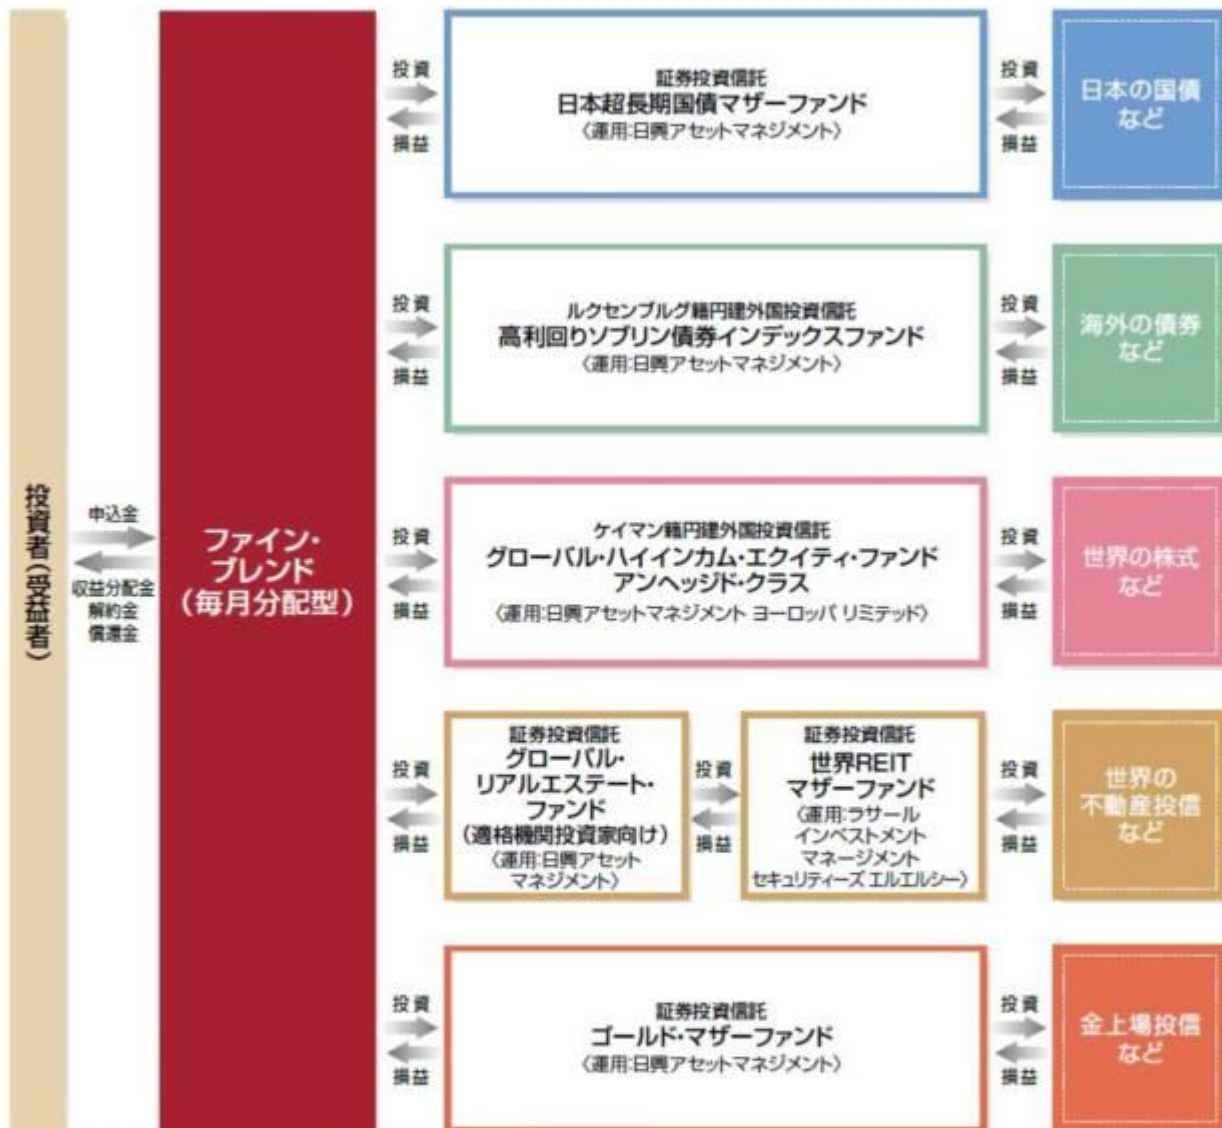 投資者(受益者)
申込金
収益分配金
解約金
償還金
ファイン・
ブレンド
(毎月分配型)
投資
損益
証券投資信託
日本超長期国債マザーファンド
〈運用:日興アセットマネジメント〉
投資
損益
日本の国債
など
投資
損益
ルクセンブルグ籍円建外国投資信託
高利回りソブリン債券インデックスファンド
〈運用:日興アセットマネジメント〉
投資
損益
海外の債券
など
投資
損益
ケイマン籍円建外国投資信託
グローバル・ハイインカム・エクイティ・ファンド
アンヘッジド・クラス
〈運用:日興アセットマネジメント ヨーロッパ リミテッド〉
投資
損益
世界の株式
など
投資
損益
証券投資信託
グローバル・
リアルエステート・
ファンド
(適格機関投資家向け)
〈運用:日興アセット
マネジメント〉
投資
損益
証券投資信託
世界REIT
マザーファンド
〈運用:ラサール
インベストメント
マネージメント
セキュリティーズ エルエルシー〉
投資
損益
世界の
不動産投信
など
投資
損益
証券投資信託
ゴールド・マザーファンド
〈運用:日興アセットマネジメント〉
投資
損益
金上場投信
など